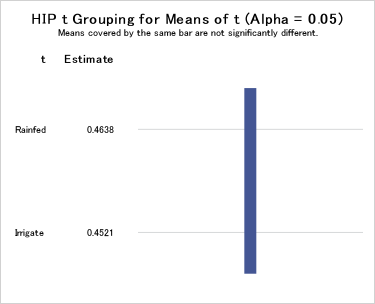 HIP t Grouping for Means of t (Alpha = 0.05)
Means covered by the same bar are not significantly different.
t Estimate
Rainfed 0.4638
Irrigate 0.4521